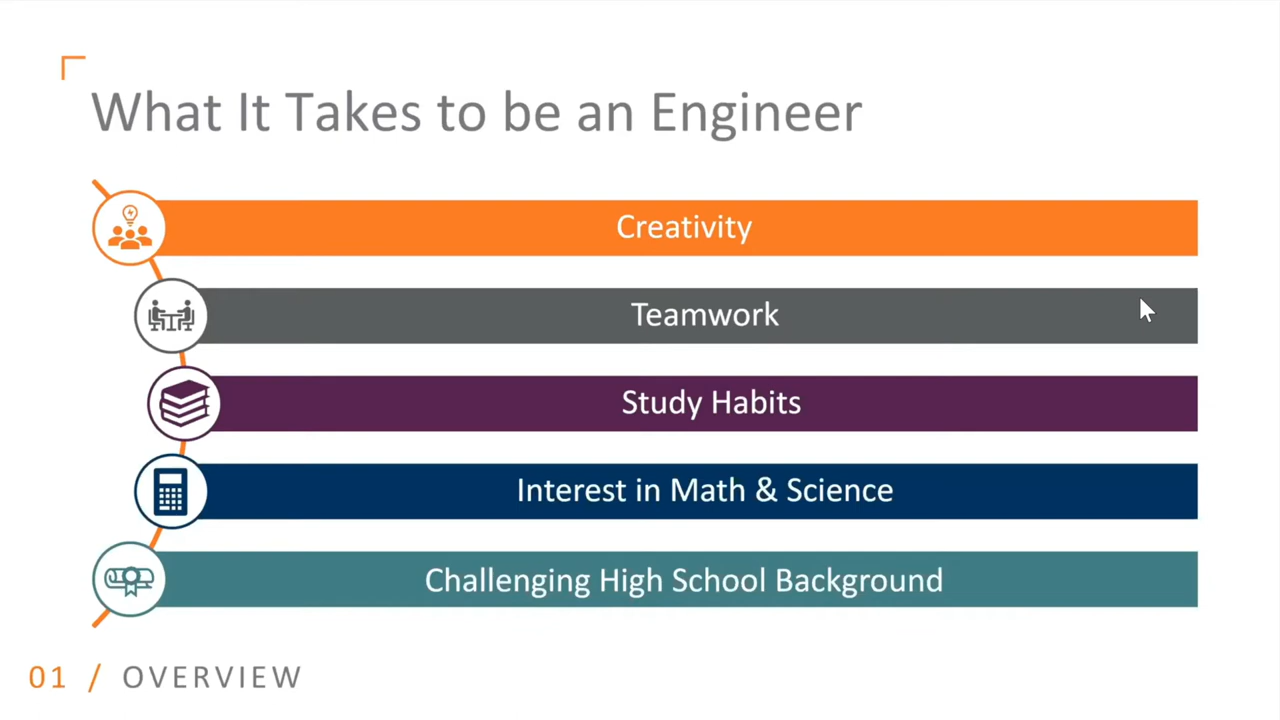 What It Takes to be an Engineer
Creativity
Teamwork
Study Habits
Interest in Math & Science
Challenging High School Background
01 / OVERVIEW